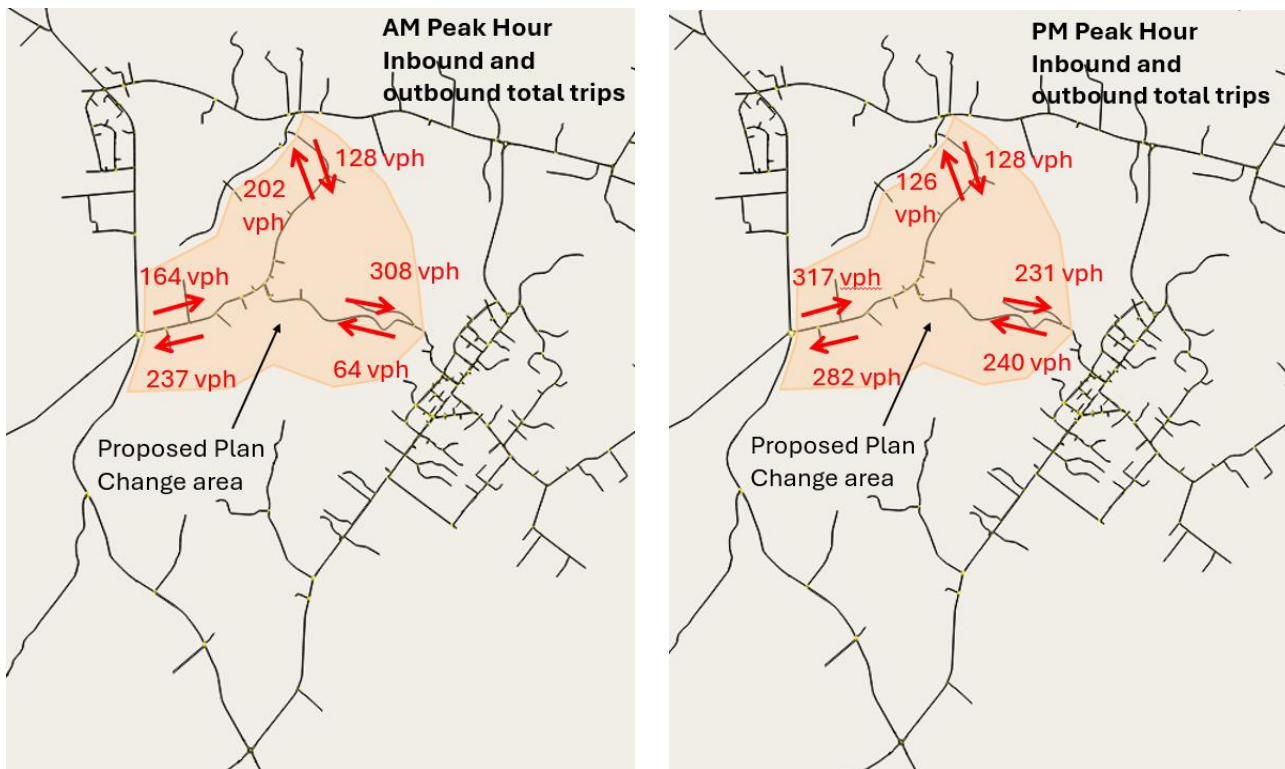 AM Peak Hour
Inbound and
outbound total trips
128 vph
202
vph
164 vph
308 vph
237 vph
64 vph
Proposed Plan
Change area
PM Peak Hour
Inbound and
outbound total trips
128 vph
126
vph
317 vph
231 vph
282 vph
240 vph
Proposed Plan
Change area